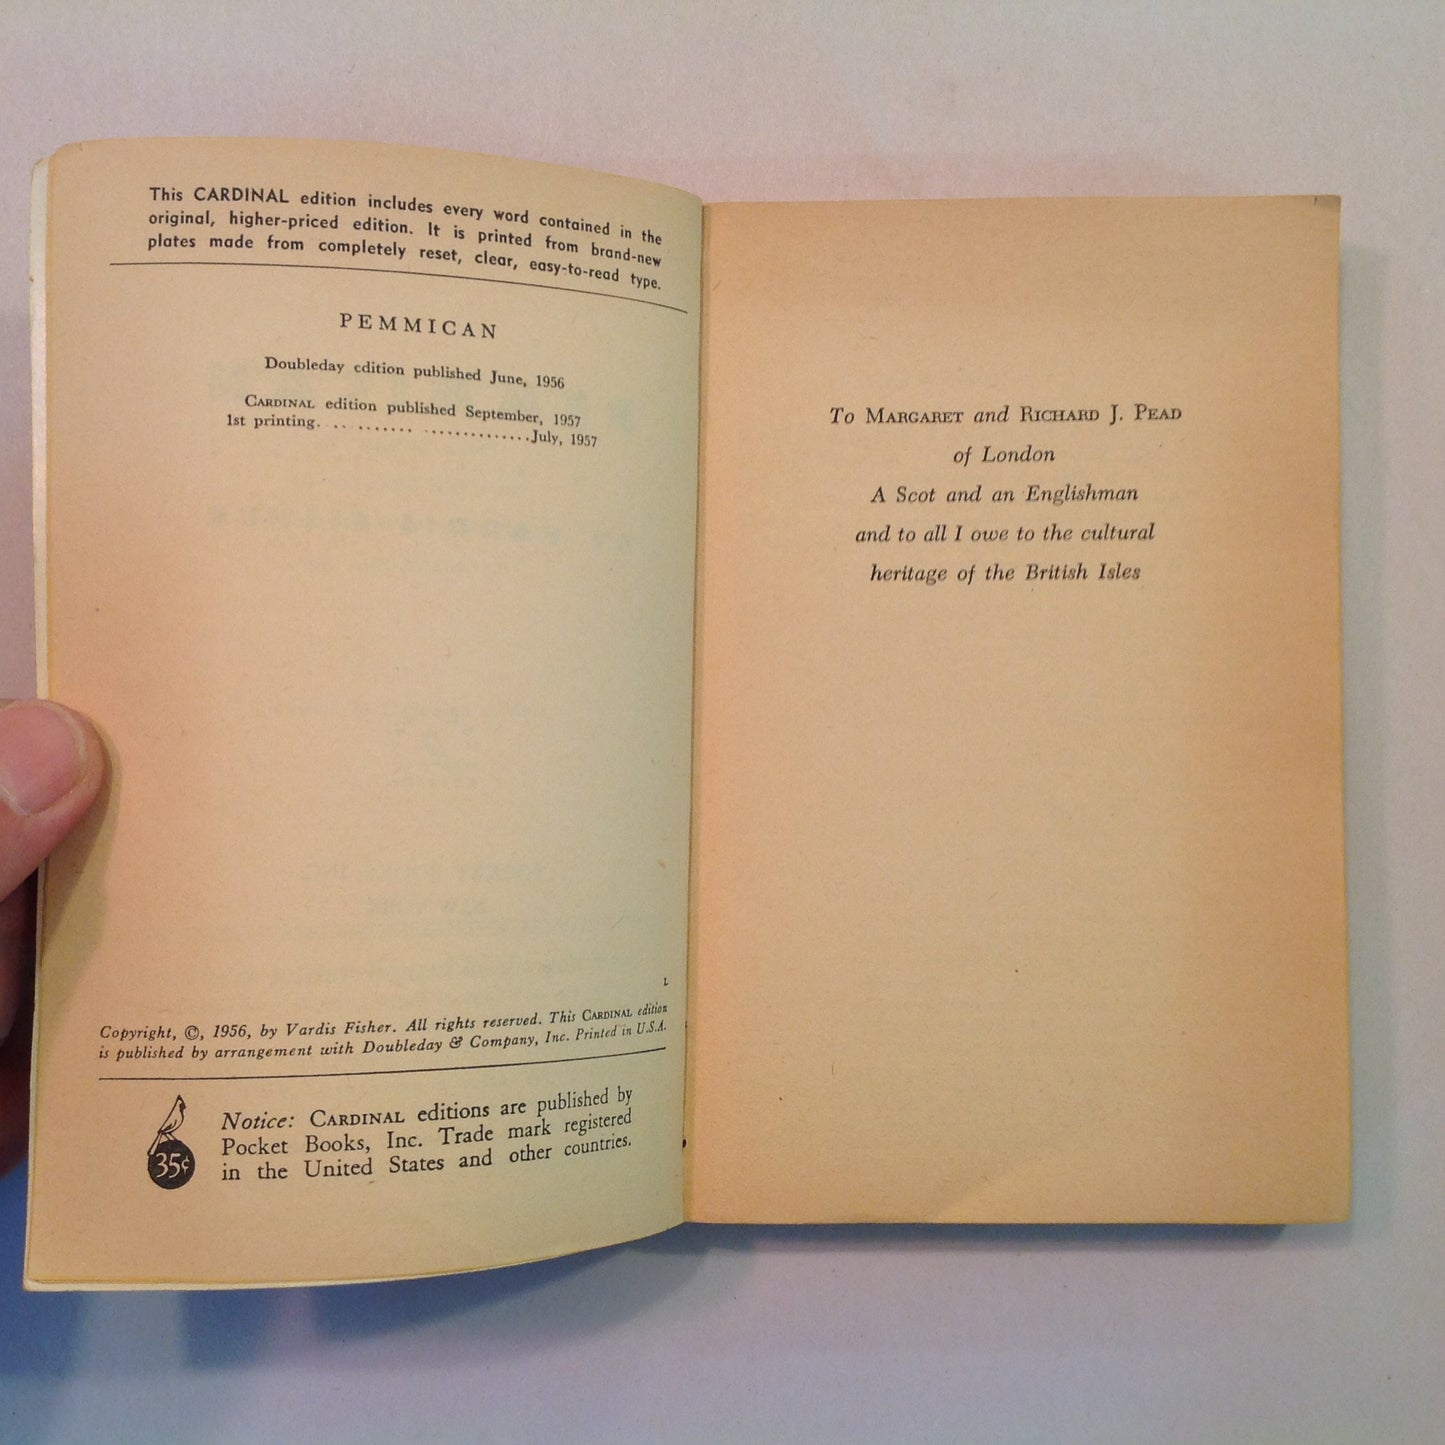 This CARDINAL edition includes every word contained in the
original, higher-priced edition. It is printed from brand-new
plates made from completely reset, clear, easy-to-read type.
PEMMICAN
Doubleday edition published June, 1956
CARDINAL edition published September, 1957
1st printing. . .. .......... ..............July, 1957
L
Copyright, ©, 1956, by Vardis Fisher. All rights reserved. This CARDINAL edition
is published by arrangement with Doubleday & Company, Inc. Printed in U.S.A.
35¢
Notice: CARDINAL editions are published by
Pocket Books, Inc. Trade mark registered
in the United States and other countries.
To MARGARET and RICHARD J. PEAD
of London
A Scot and an Englishman
and to all I owe to the cultural
heritage of the British Isles